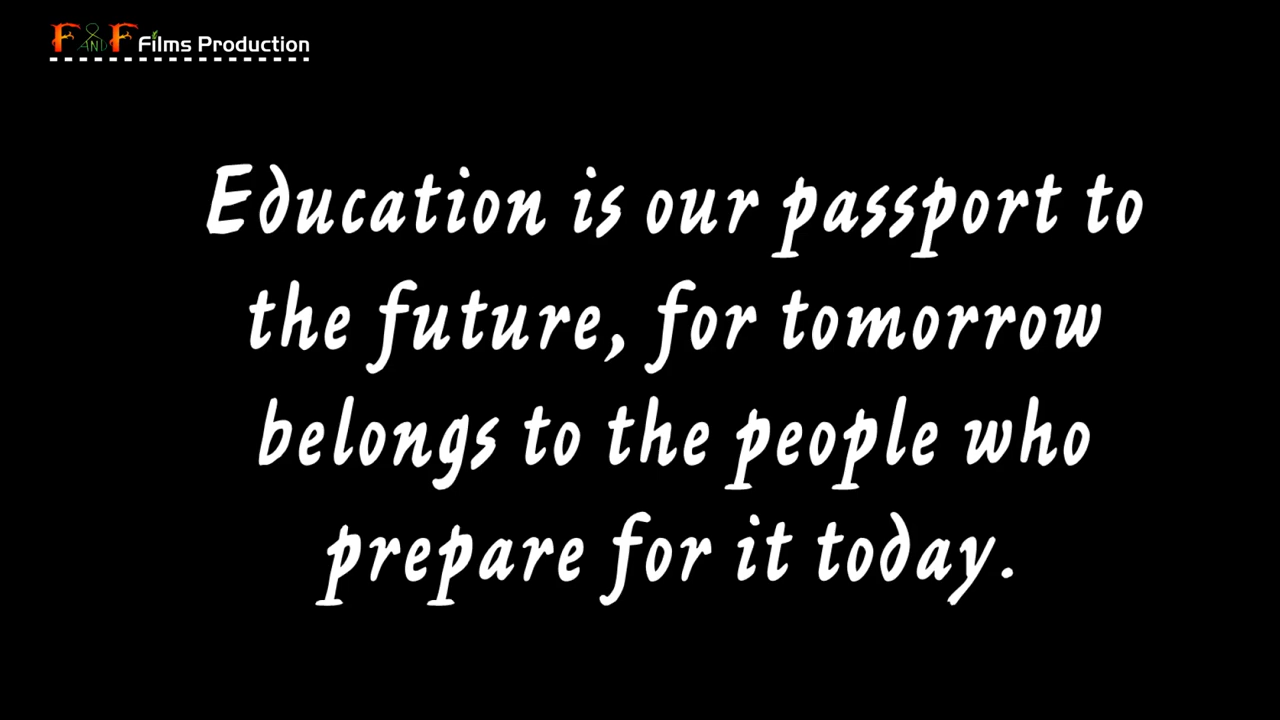 F AND F Films Production
Education is our passport to
the future, for tomorrow
belongs to the people who
prepare for it today.